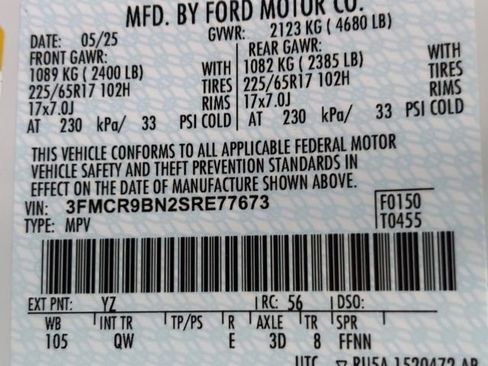 MFD. BY FORD MOTOR CO.
DATE: 05/25 GVWR: 2123 KG ( 4680 LB)
FRONT GAWR: REAR GAWR:
1089 KG ( 2400 LB) WITH 1082 KG ( 2385 LB) WITH
225/65R17 102H TIRES 225/65R17 102H TIRES
17x7.0J RIMS 17x7.0J RIMS
AT 230 kPa/ 33 PSI COLD AT 230 kPa/ 33 PSI COLD
THIS VEHICLE CONFORMS TO ALL APPLICABLE FEDERAL MOTOR
VEHICLE SAFETY AND THEFT PREVENTION STANDARDS IN
EFFECT ON THE DATE OF MANUFACTURE SHOWN ABOVE.
VIN: 3FMCR9BN2SRE77673 F0150
TYPE: MPV T0455
EXT PNT: YZ RC: 56 DSO:
WB INT TR TP/PS R AXLE TR SPR
105 QW E 3D 8 FFNN
UTC ▽ RU5A 1520472 AB